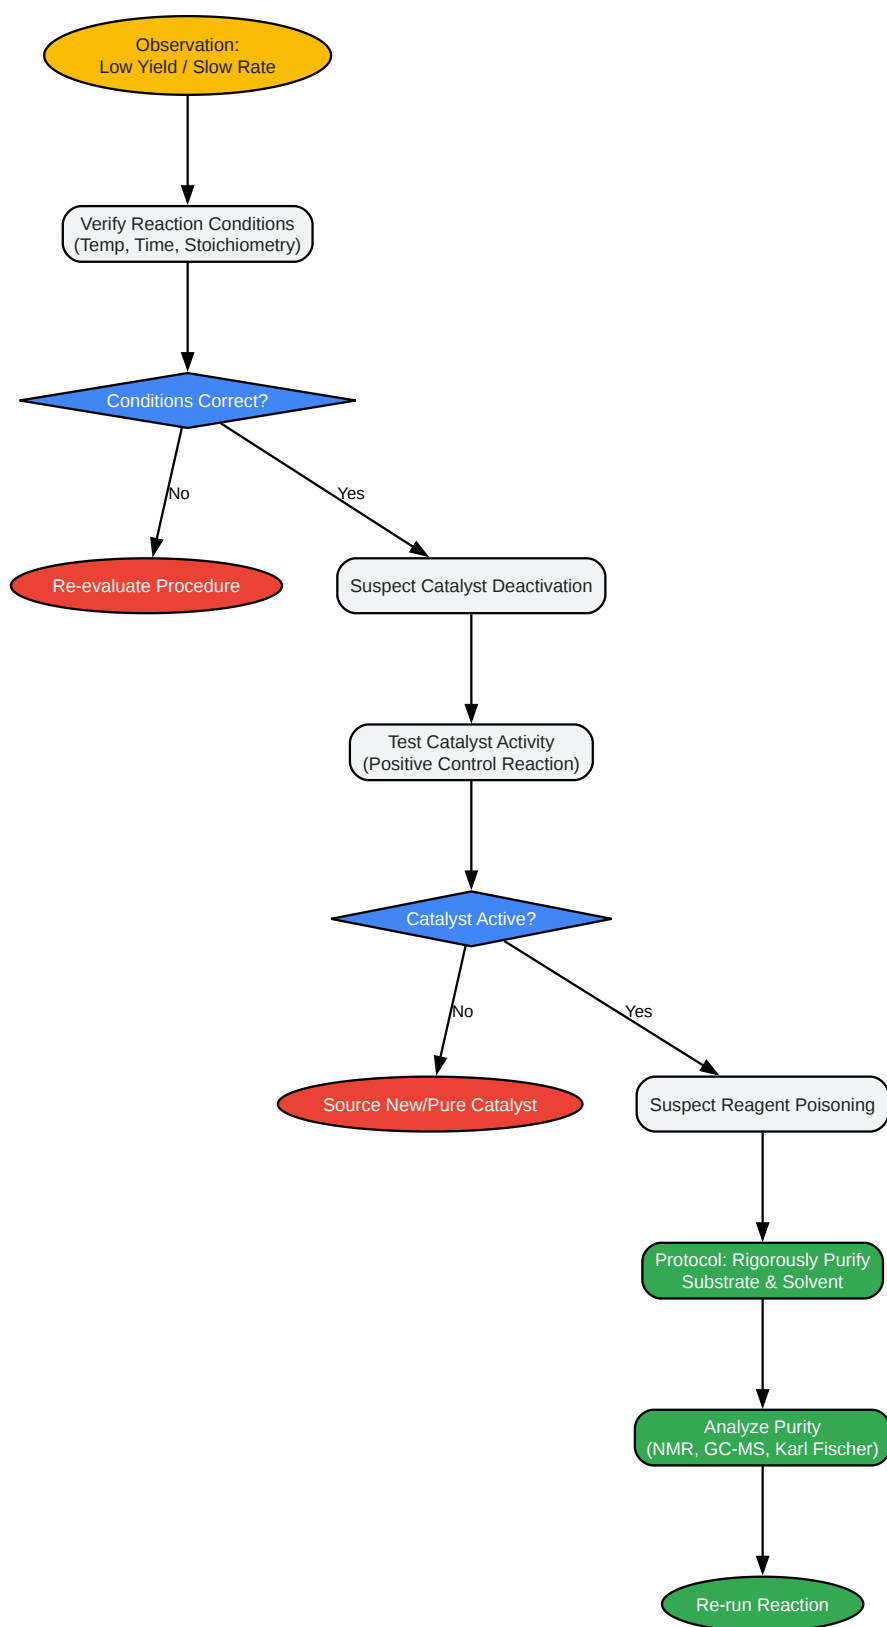 Observation:
Low Yield / Slow Rate
Verify Reaction Conditions
(Temp, Time, Stoichiometry)
Conditions Correct?
No
Yes
Re-evaluate Procedure
Suspect Catalyst Deactivation
Test Catalyst Activity
(Positive Control Reaction)
Catalyst Active?
No
Yes
Source New/Pure Catalyst
Suspect Reagent Poisoning
Protocol: Rigorously Purify
Substrate & Solvent
Analyze Purity
(NMR, GC-MS, Karl Fischer)
Re-run Reaction